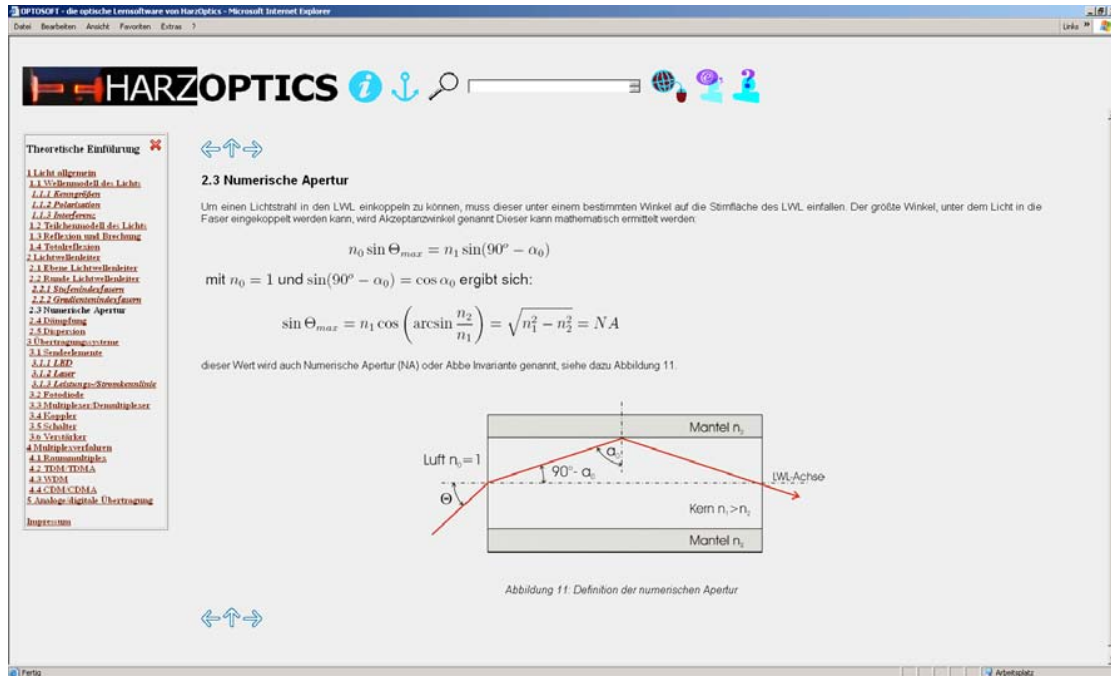 OPTOSOFT - die optische Lernsoftware von HarzOptics - Microsoft Internet Explorer
Datei Bearbeiten Ansicht Favoriten Extras ?
Links »
HARZOPTICS
Theoretische Einführung
1 Licht allgemein
1.1 Wellenmodell des Lichts
1.1.1 Kenngrößen
1.1.2 Polarisation
1.1.3 Interferenz
1.2 Teilchenmodell des Lichts
1.3 Reflexion und Brechung
1.4 Totalreflexion
2 Lichtwellenleiter
2.1 Ebene Lichtwellenleiter
2.2 Runde Lichtwellenleiter
2.2.1 Stufenindexfasern
2.2.2 Gradientenindexfasern
2.3 Numerische Apertur
2.4 Dämpfung
2.5 Dispersion
3 Übertragungssysteme
3.1 Sendeelemente
3.1.1 LED
3.1.2 Laser
3.1.3 Leistungs-/Stromkennlinie
3.2 Fotodiode
3.3 Multiplexer/Demultiplexer
3.4 Koppler
3.5 Schalter
3.6 Verstärker
4 Multiplexverfahren
4.1 Raummultiplex
4.2 TDM/TDMA
4.3 WDM
4.4 CDM/CDMA
5 Analoge/digitale Übertragung
Impressum
2.3 Numerische Apertur
Um einen Lichtstrahl in den LWL einkoppeln zu können, muss dieser unter einem bestimmten Winkel auf die Stirnfläche des LWL einfallen. Der größte Winkel, unter dem Licht in die
Faser eingekoppelt werden kann, wird Akzeptanzwinkel genannt Dieser kann mathematisch ermittelt werden:
n₀ sin Θ_max = n₁ sin(90° − α₀)
mit n₀ = 1 und sin(90° − α₀) = cos α₀ ergibt sich:
sin Θ_max = n₁ cos (arcsin n₂/n₁) = √(n₁² − n₂²) = NA
dieser Wert wird auch Numerische Apertur (NA) oder Abbe Invariante genannt, siehe dazu Abbildung 11.
Mantel n₂
Luft n₀=1
α₀
90°- α₀
LWL-Achse
Θ
Kern n₁>n₂
Mantel n₂
Abbildung 11: Definition der numerischen Apertur
Fertig
Arbeitsplatz